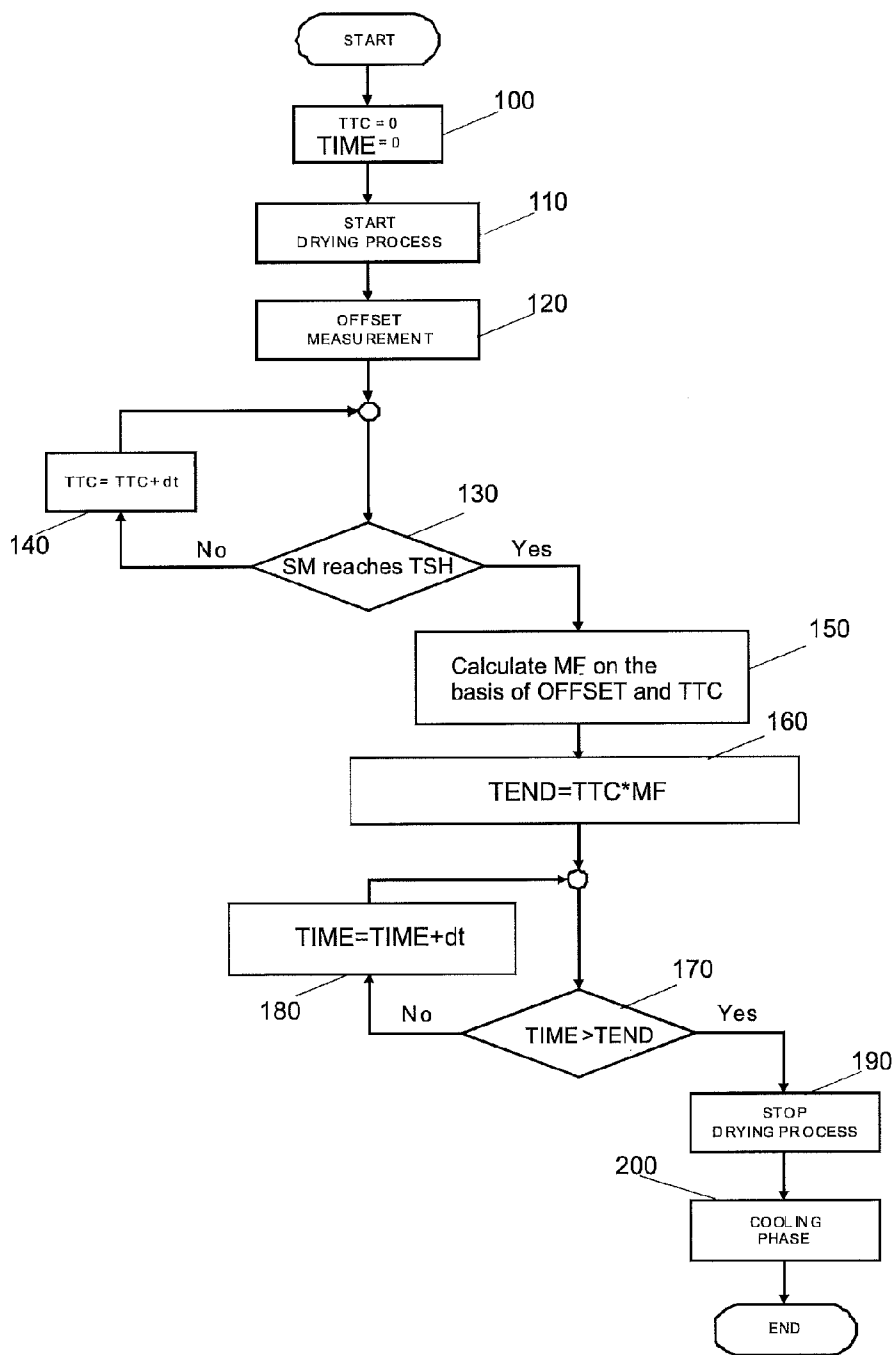 START
100
TTC = 0
TIME = 0
110
START
DRYING PROCESS
120
OFFSET
MEASUREMENT
TTC= TTC+dt
140
130
No
Yes
SM reaches TSH
150
Calculate MF on the
basis of OFFSET and TTC
160
TEND=TTC*MF
TIME=TIME+dt
180
170
No
Yes
TIME>TEND
190
STOP
DRYING PROCESS
200
COOLING
PHASE
END